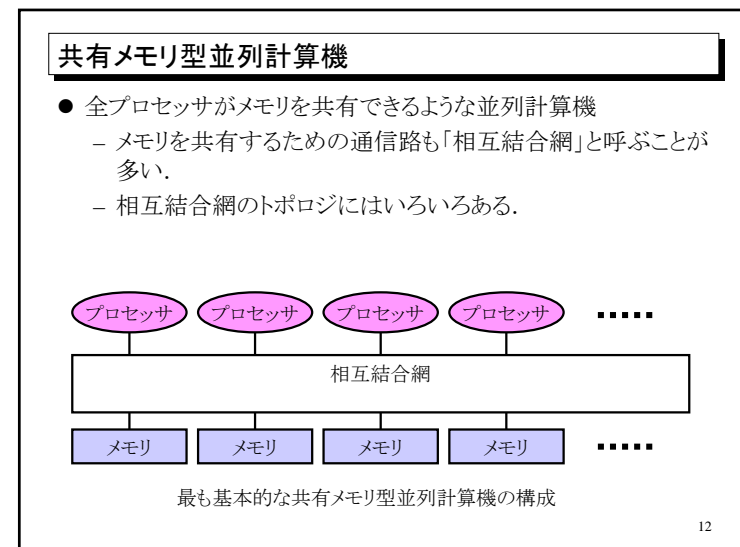 共有メモリ型並列計算機
● 全プロセッサがメモリを共有できるような並列計算機
– メモリを共有するための通信路も「相互結合網」と呼ぶことが
多い．
– 相互結合網のトポロジにはいろいろある．
プロセッサ プロセッサ プロセッサ プロセッサ ▪▪▪▪▪
相互結合網
メモリ メモリ メモリ メモリ ▪▪▪▪▪
最も基本的な共有メモリ型並列計算機の構成
12